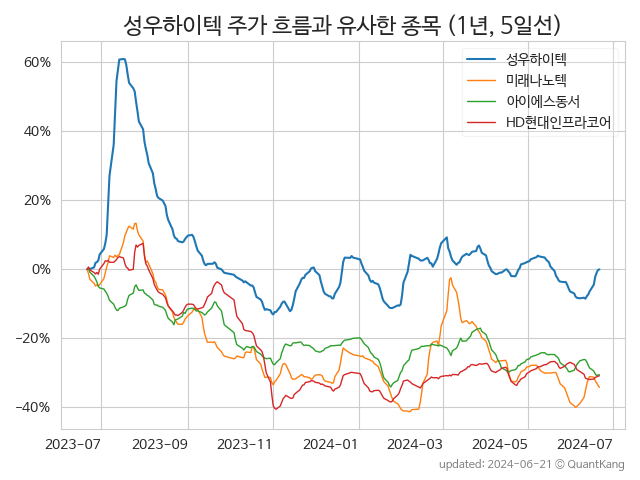 성우하이텍 주가 흐름과 유사한 종목 (1년, 5일선)
성우하이텍
미래나노텍
아이에스동서
HD현대인프라코어
60%
40%
20%
0%
−20%
−40%
2023-07 2023-09 2023-11 2024-01 2024-03 2024-05 2024-07
updated: 2024-06-21 © QuantKang